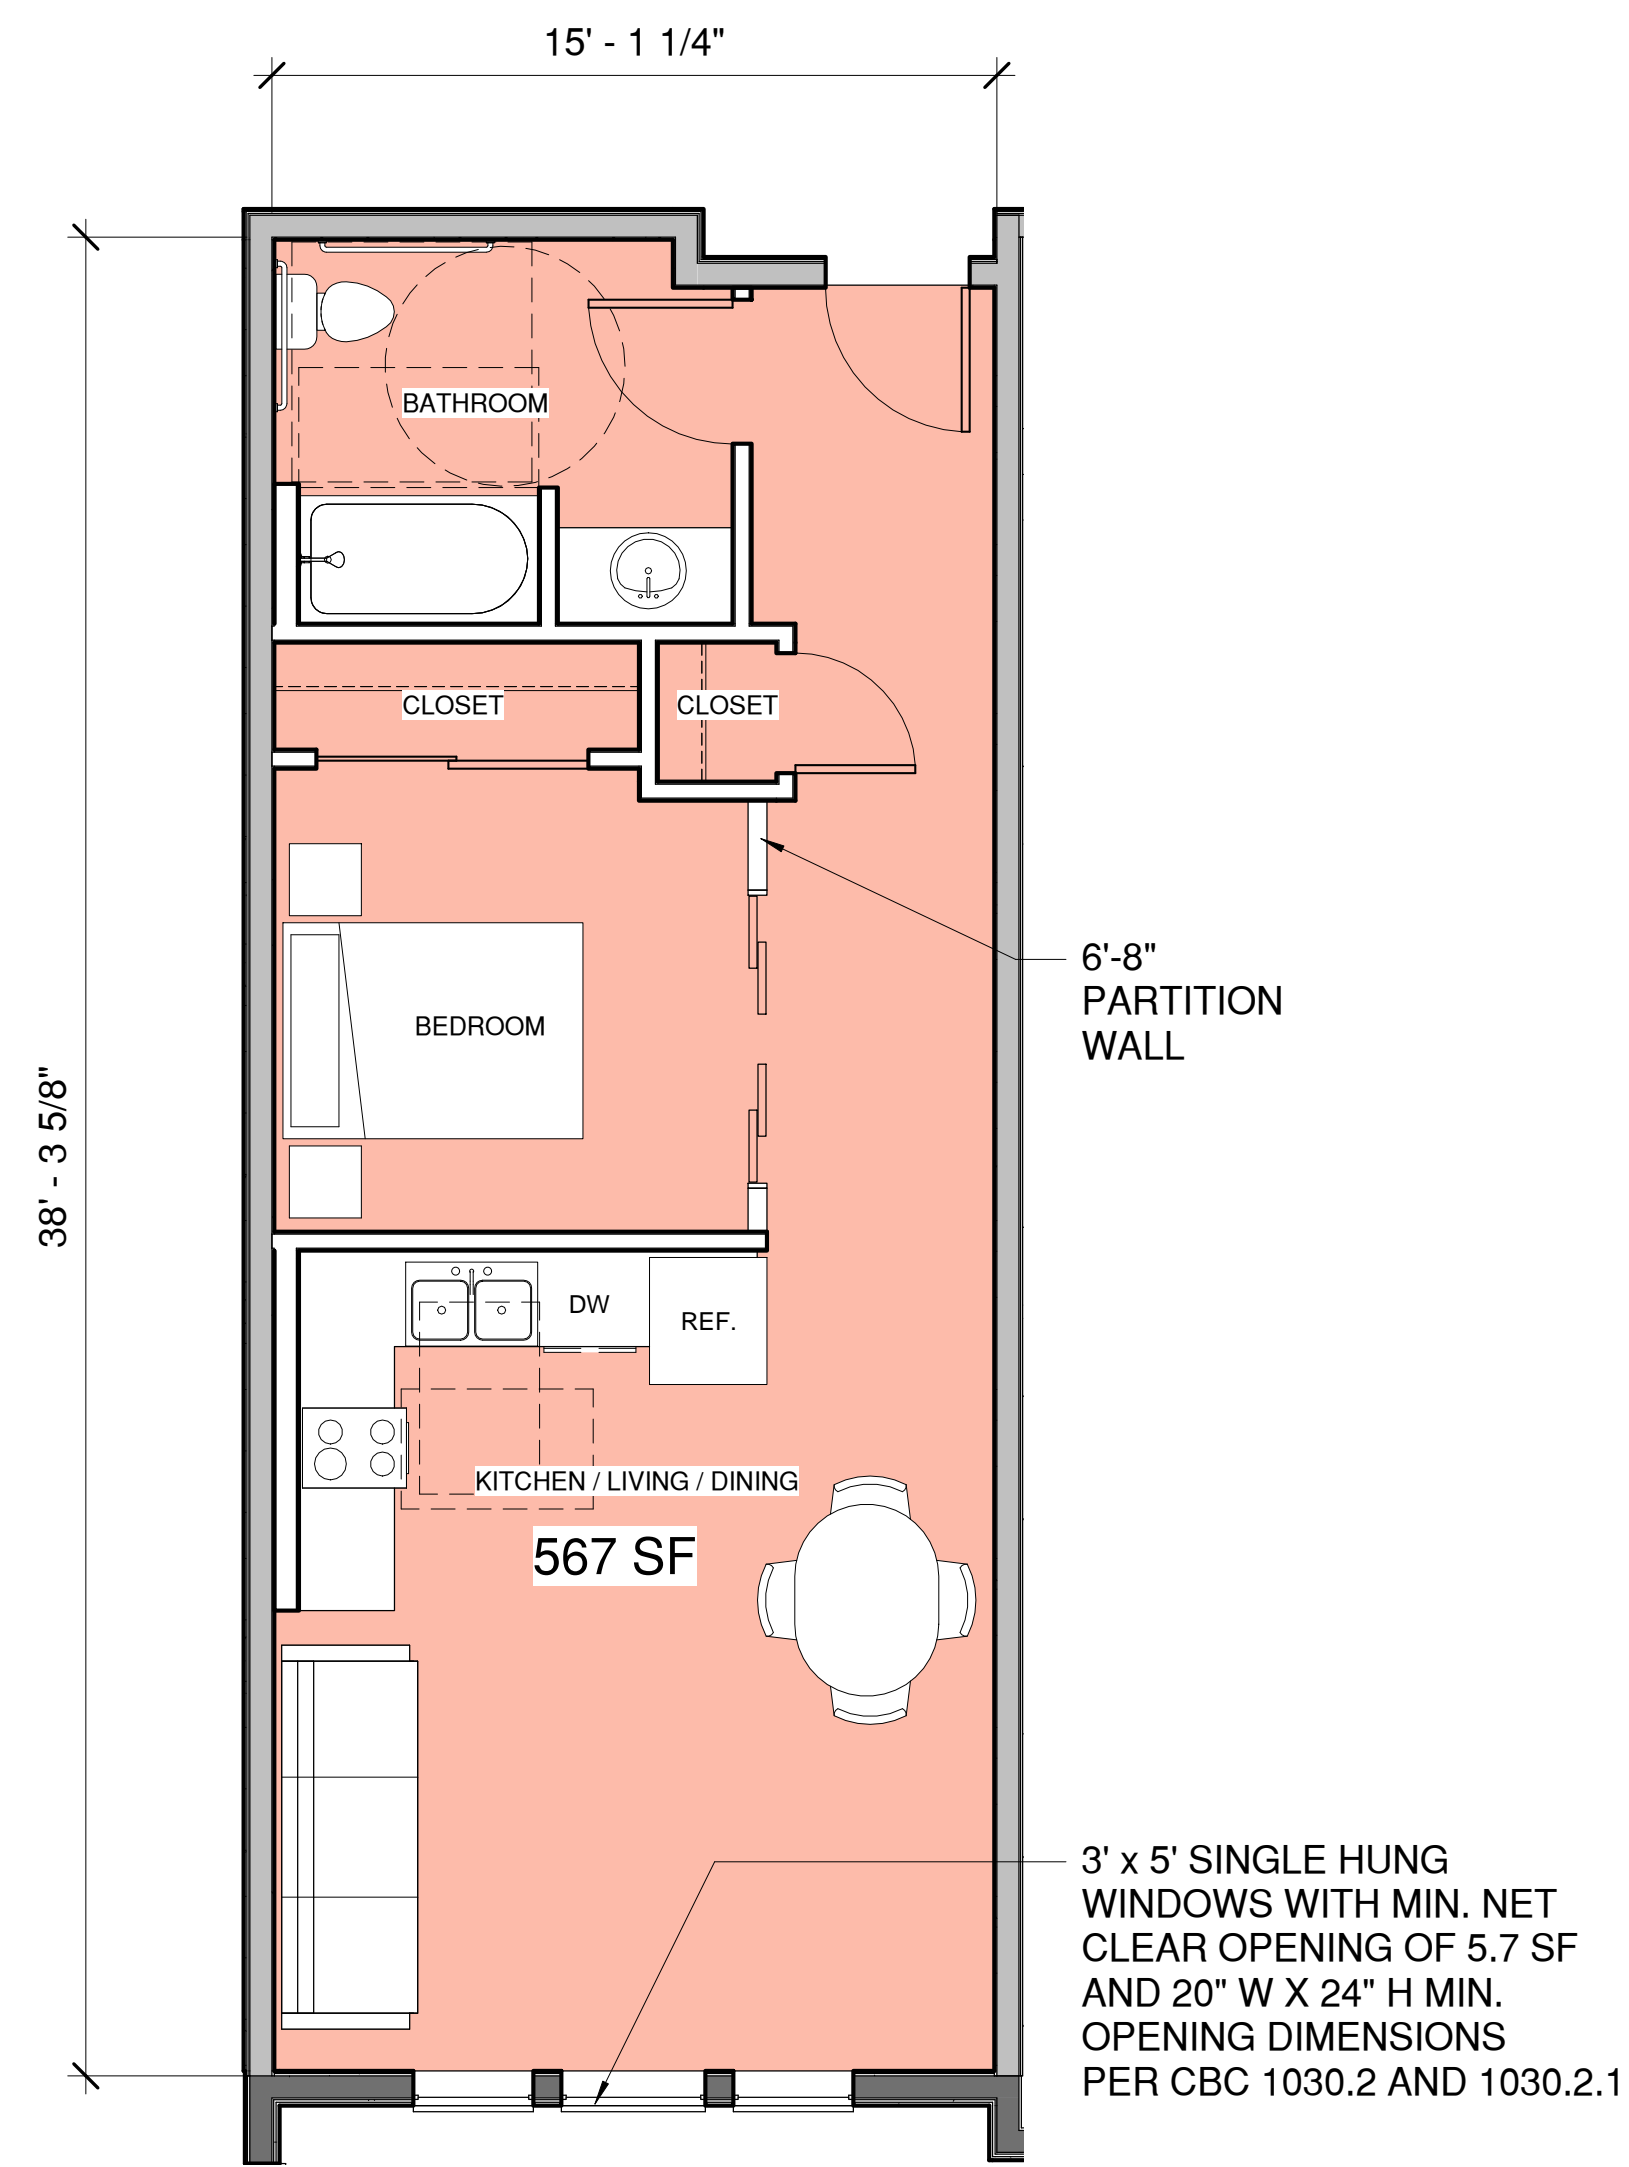 15' - 1 1/4"
BATHROOM
CLOSET
CLOSET
6'-8"
PARTITION
WALL
BEDROOM
38' - 3 5/8"
DW
REF.
KITCHEN / LIVING / DINING
567 SF
3' x 5' SINGLE HUNG
WINDOWS WITH MIN. NET
CLEAR OPENING OF 5.7 SF
AND 20" W X 24" H MIN.
OPENING DIMENSIONS
PER CBC 1030.2 AND 1030.2.1